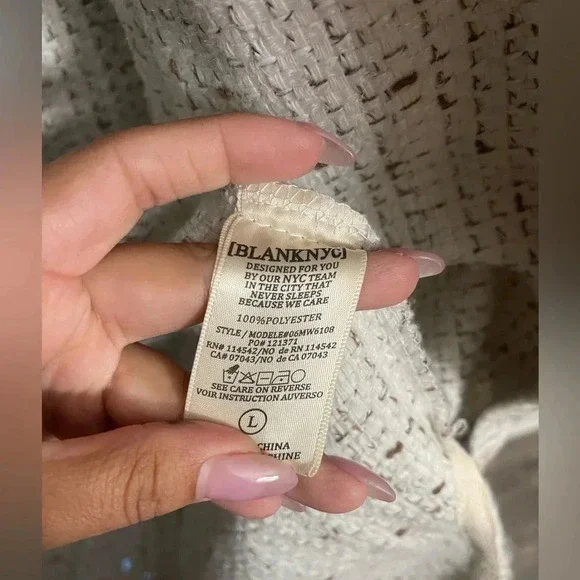 [BLANKNYC]
DESIGNED FOR YOU
BY OUR NYC TEAM
IN THE CITY THAT
NEVER SLEEPS
BECAUSE WE CARE
100%POLYESTER
STYLE / MODELE#06MW6108
PO# 121371
RN# 114542/NO de RN 114542
CA# 07043/NO de CA 07043
SEE CARE ON REVERSE
VOIR INSTRUCTION AUVERSO
L
CHINA